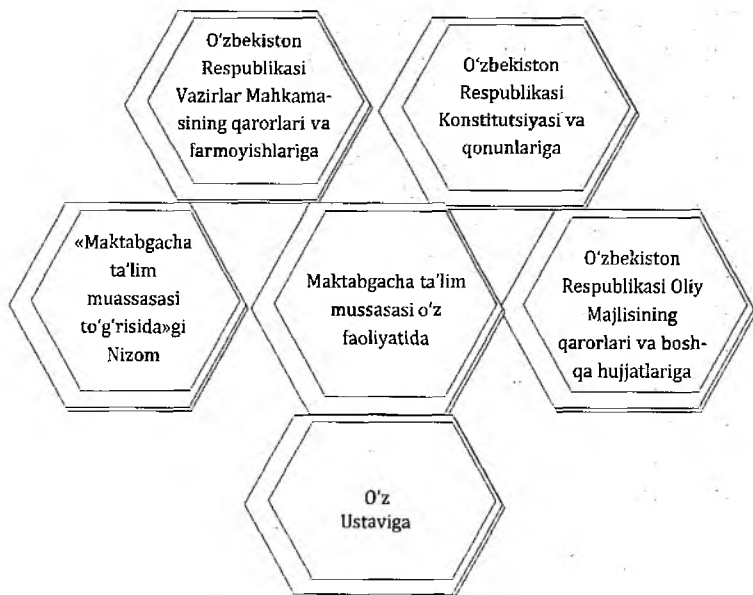 O‘zbekiston
Respublikasi
Vazirlar Mahkama-
sining qarorlari va
farmoyishlariga
O‘zbekiston
Respublikasi
Konstitutsiyasi va
qonunlariga
«Maktabgacha
ta’lim
muassasasi
to‘g‘risida»gi
Nizom
Maktabgacha ta’lim
mussasasi o‘z
faoliyatida
O‘zbekiston
Respublikasi Oliy
Majlisining
qarorlari va bosh-
qa hujjatlariga
O‘z
Ustaviga